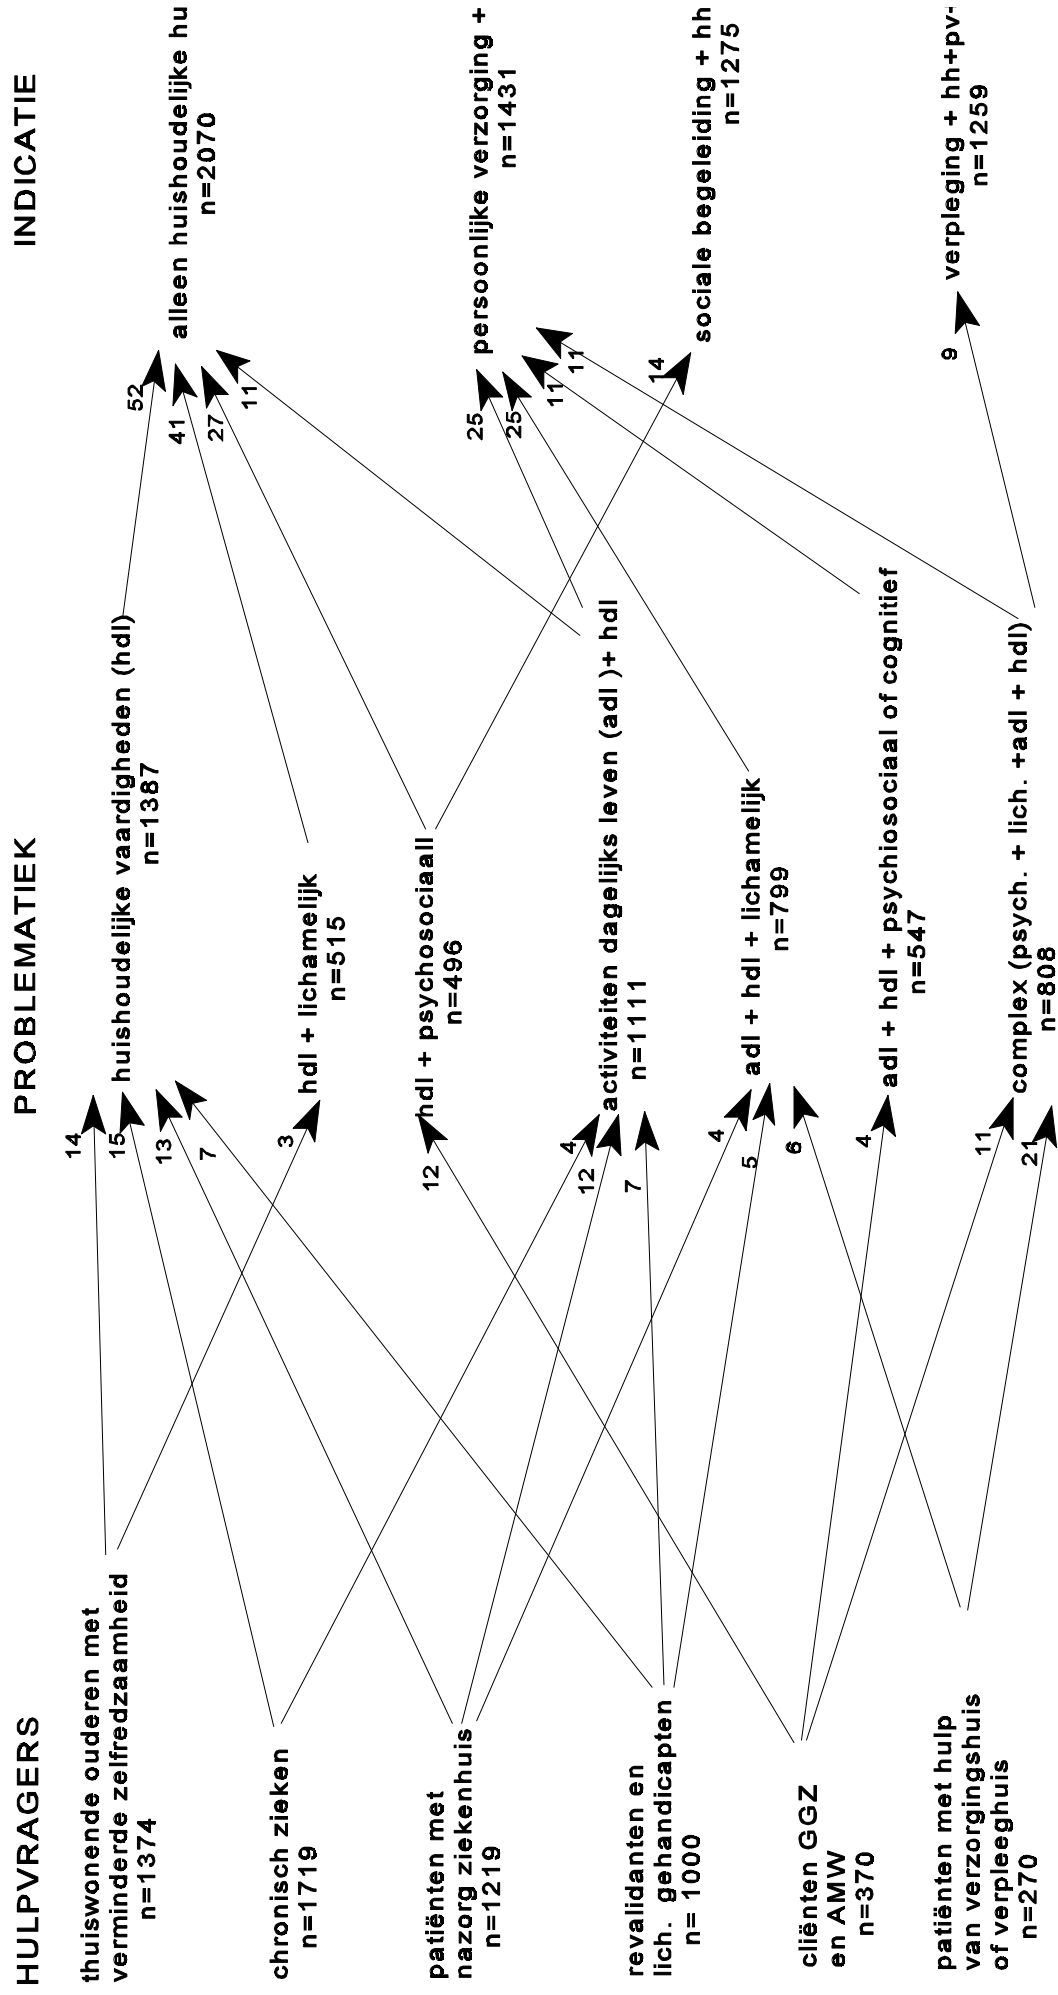 HULPVRAGERS
PROBLEMATIEK
INDICATIE
thuiswonende ouderen met
verminderde zelfredzaamheid
n=1374
chronisch zieken
n=1719
patiënten met
nazorg ziekenhuis
n=1219
revalidanten en
lich. gehandicapten
n= 1000
cliënten GGZ
en AMW
n=370
patiënten met hulp
van verzorgingshuis
of verpleeghuis
n=270
14
15
13
7
3
12
4
12
7
4
5
6
4
11
21
huishoudelijke vaardigheden (hdl)
n=1387
hdl + lichamelijk
n=515
hdl + psychosociaall
n=496
activiteiten dagelijks leven (adl )+ hdl
n=1111
adl + hdl + lichamelijk
n=799
adl + hdl + psychiosociaal of cognitief
n=547
complex (psych. + lich. +adl + hdl)
n=808
52
41
27
11
25
25
11
11
14
9
alleen huishoudelijke hu
n=2070
persoonlijke verzorging +
n=1431
sociale begeleiding + hh
n=1275
verpleging + hh+pv-
n=1259